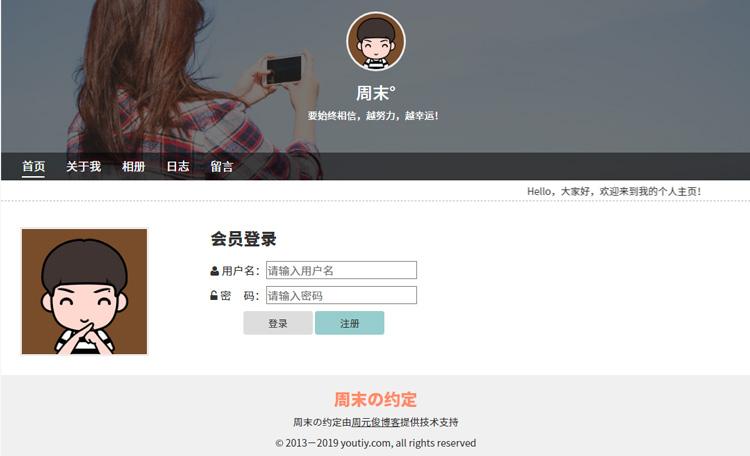 周末°
要始终相信，越努力，越幸运！
首页 关于我 相册 日志 留言
Hello，大家好，欢迎来到我的个人主页！
会员登录
用户名： 请输入用户名
密 码： 请输入密码
登录 注册
周末の约定
周末の约定由周元俊博客提供技术支持
© 2013－2019 youtiy.com, all rights reserved